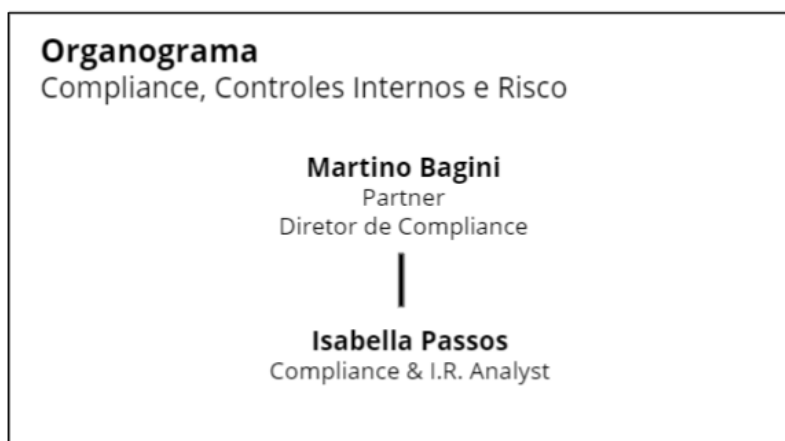 Organograma
Compliance, Controles Internos e Risco
Martino Bagini
Partner
Diretor de Compliance
Isabella Passos
Compliance & I.R. Analyst